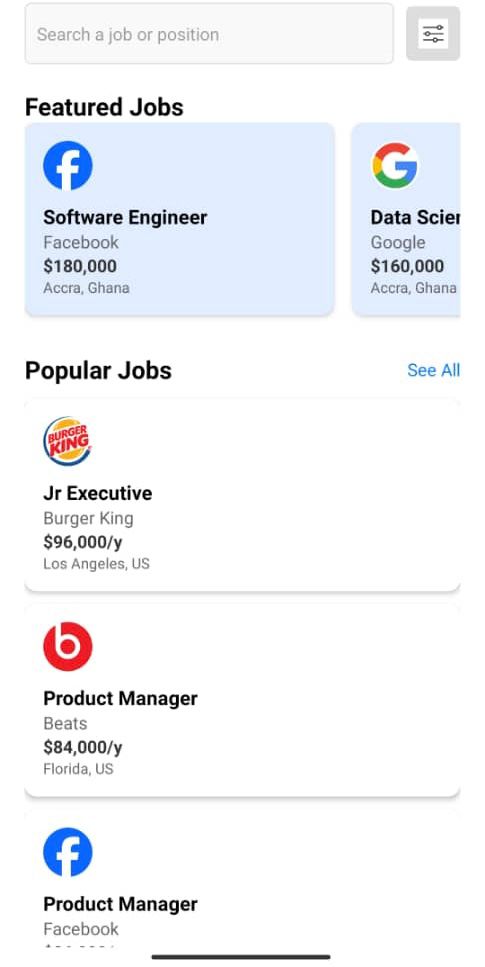 Search a job or position
Featured Jobs
Software Engineer
Facebook
$180,000
Accra, Ghana
Data Scier
Google
$160,000
Accra, Ghana
Popular Jobs
See All
BURGER
KING
Jr Executive
Burger King
$96,000/y
Los Angeles, US
Product Manager
Beats
$84,000/y
Florida, US
Product Manager
Facebook